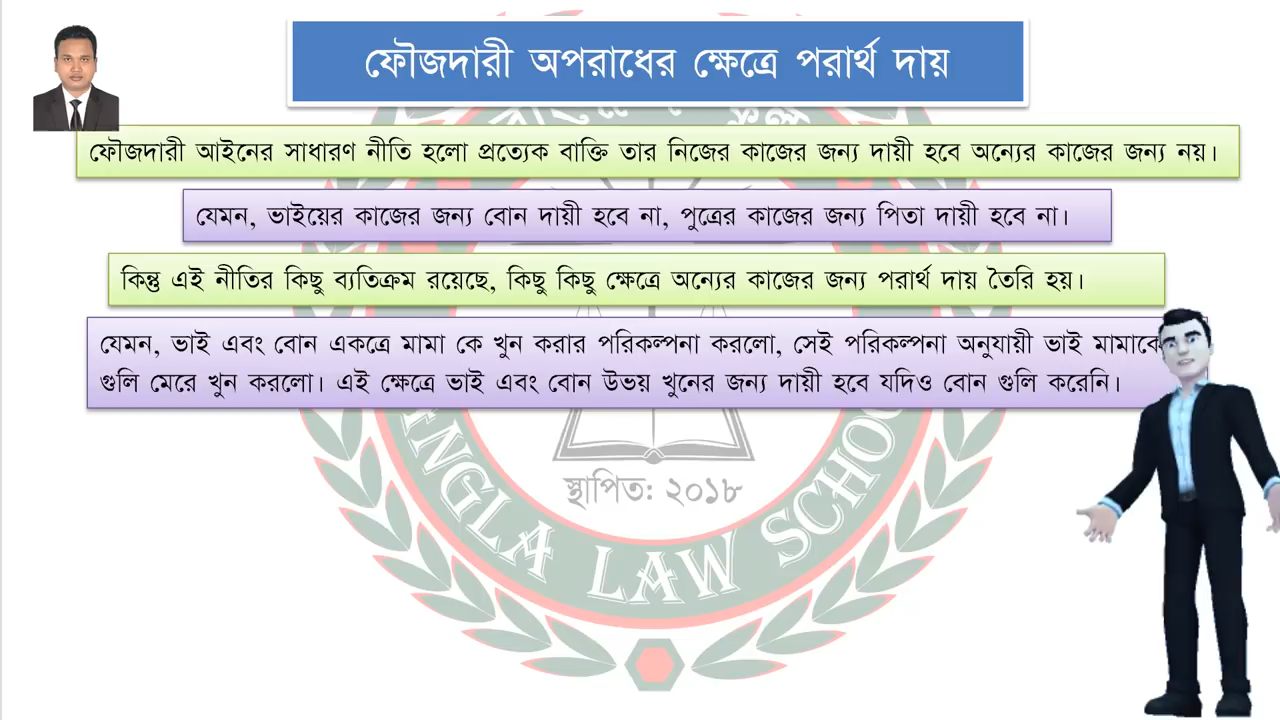 ফৌজদারী অপরাধের ক্ষেত্রে পরার্থ দায়
ফৌজদারী আইনের সাধারণ নীতি হলো প্রত্যেক ব্যক্তি তার নিজের কাজের জন্য দায়ী হবে অন্যের কাজের জন্য নয়।
যেমন, ভাইয়ের কাজের জন্য বোন দায়ী হবে না, পুত্রের কাজের জন্য পিতা দায়ী হবে না।
কিন্তু এই নীতির কিছু ব্যতিক্রম রয়েছে, কিছু কিছু ক্ষেত্রে অন্যের কাজের জন্য পরার্থ দায় তৈরি হয়।
যেমন, ভাই এবং বোন একত্রে মামা কে খুন করার পরিকল্পনা করলো, সেই পরিকল্পনা অনুযায়ী ভাই মামাকে
গুলি মেরে খুন করলো। এই ক্ষেত্রে ভাই এবং বোন উভয় খুনের জন্য দায়ী হবে যদিও বোন গুলি করেনি।
স্থাপিত: ২০১৮
LAW SCHOO